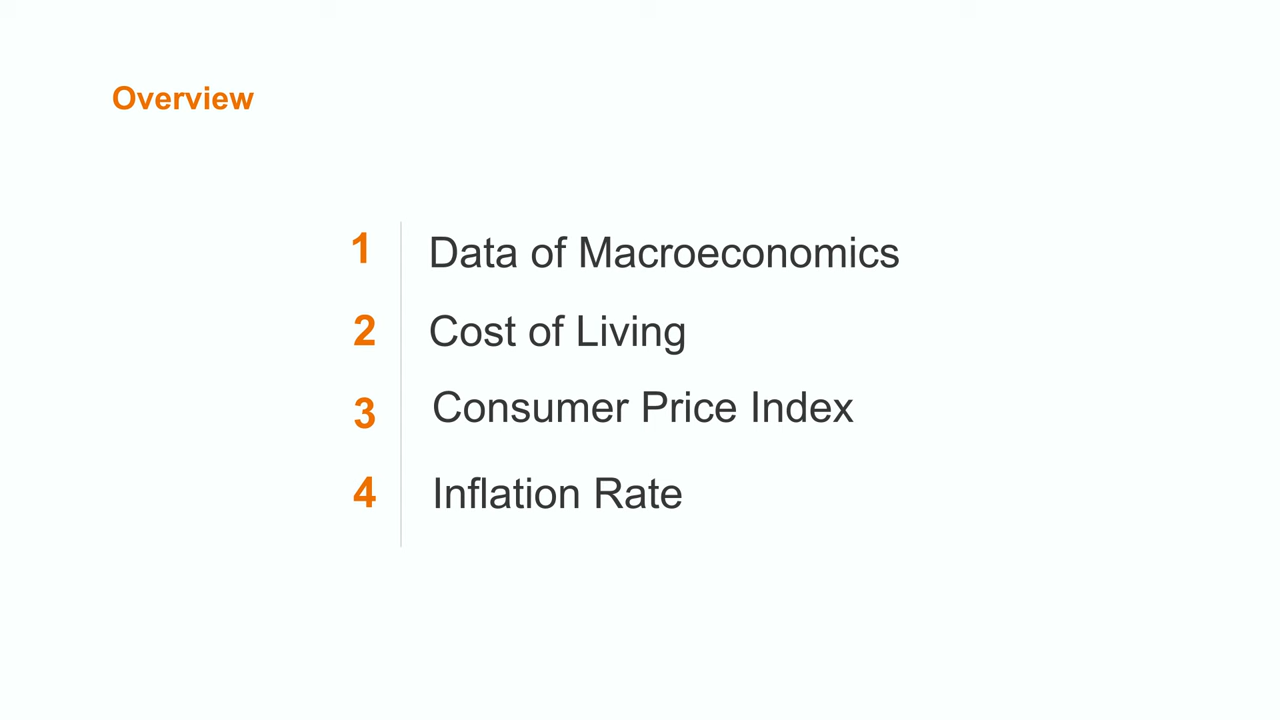 Overview
1 Data of Macroeconomics
2 Cost of Living
3 Consumer Price Index
4 Inflation Rate